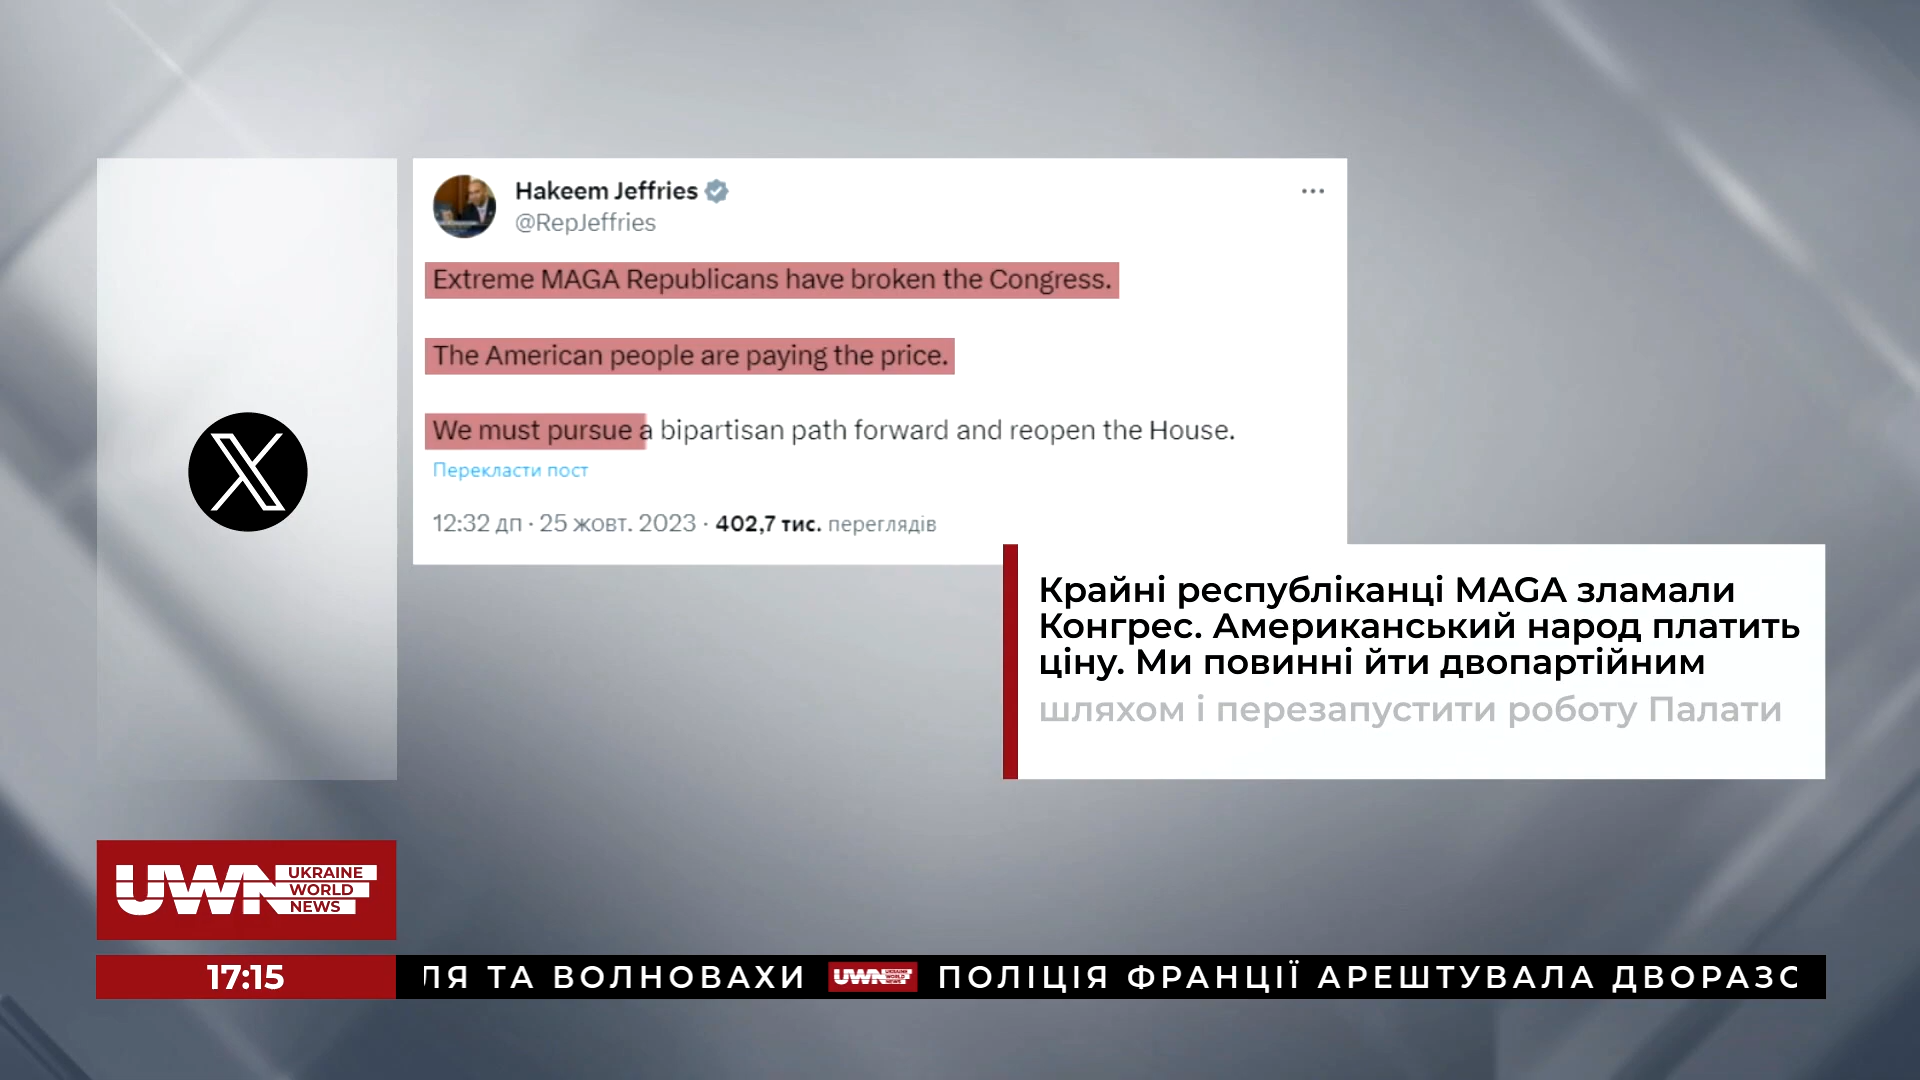 Hakeem Jeffries
@RepJeffries
Extreme MAGA Republicans have broken the Congress.
The American people are paying the price.
We must pursue a bipartisan path forward and reopen the House.
Перекласти пост
12:32 дп · 25 жовт. 2023 · 402,7 тис. переглядів
Крайні республіканці MAGA зламали
Конгрес. Американський народ платить
ціну. Ми повинні йти двопартійним
шляхом і перезапустити роботу Палати
UWN UKRAINE
WORLD
NEWS
17:15
ЛЯ ТА ВОЛНОВАХИ UWN ПОЛІЦІЯ ФРАНЦІЇ АРЕШТУВАЛА ДВОРАЗС